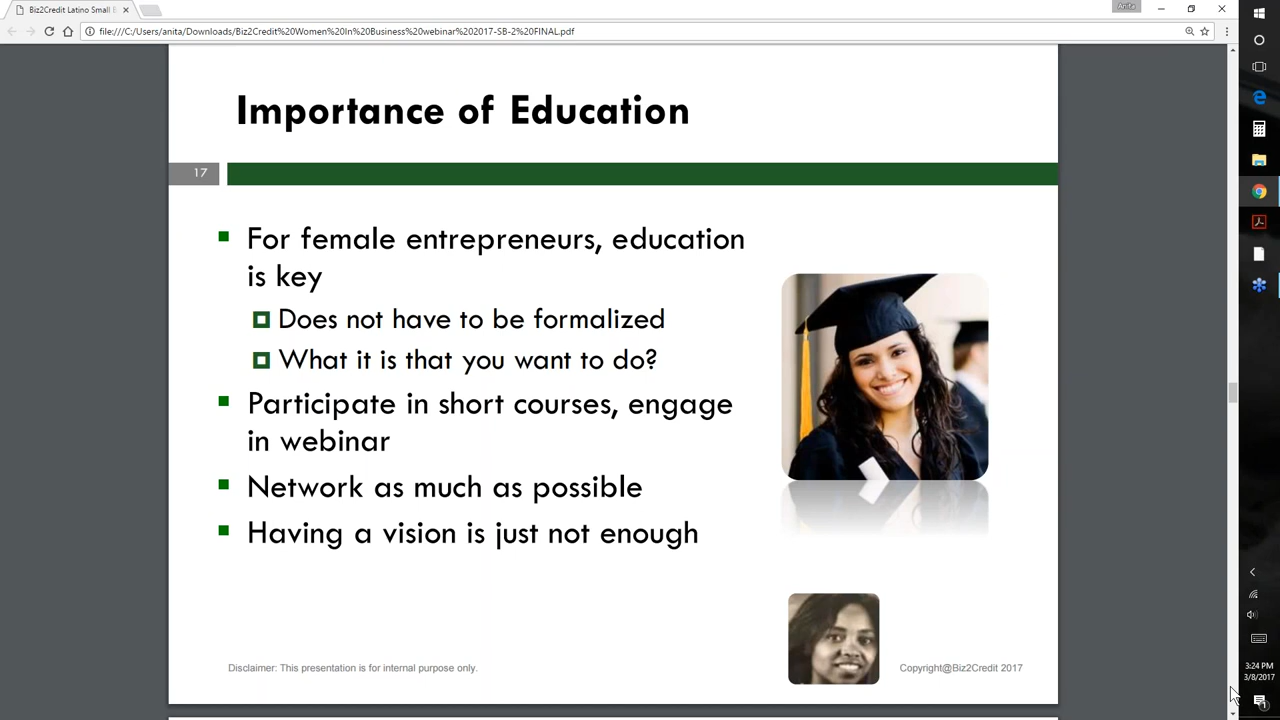 Biz2Credit Latino Small
Anita
file:///C:/Users/anita/Downloads/Biz2Credit%20Women%20In%20Business%20webinar%202017-SB-2%20FINAL.pdf
Importance of Education
17
For female entrepreneurs, education
is key
Does not have to be formalized
What it is that you want to do?
Participate in short courses, engage
in webinar
Network as much as possible
Having a vision is just not enough
Disclaimer: This presentation is for internal purpose only.
Copyright@Biz2Credit 2017
3:24 PM
3/8/2017